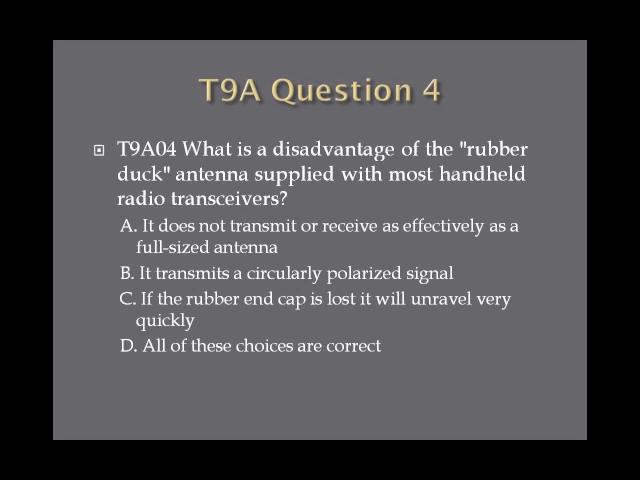 T9A Question 4
T9A04 What is a disadvantage of the "rubber
duck" antenna supplied with most handheld
radio transceivers?
A. It does not transmit or receive as effectively as a
full-sized antenna
B. It transmits a circularly polarized signal
C. If the rubber end cap is lost it will unravel very
quickly
D. All of these choices are correct